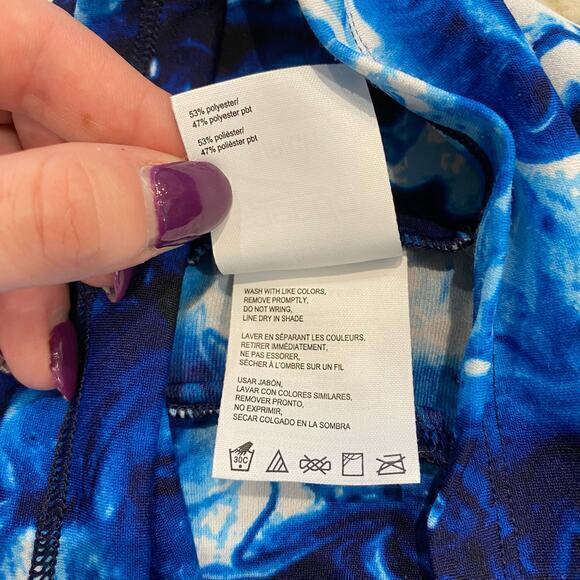 53% polyester/
47% polyester pbt
53% poliéster/
47% poliéster pbt
WASH WITH LIKE COLORS,
REMOVE PROMPTLY,
DO NOT WRING,
LINE DRY IN SHADE
LAVER EN SÉPARANT LES COULEURS,
RETIRER IMMÉDIATEMENT,
NE PAS ESSORER,
SÉCHER À L'OMBRE SUR UN FIL
USAR JABÓN,
LAVAR CON COLORES SIMILARES,
REMOVER PRONTO,
NO EXPRIMIR,
SECAR COLGADO EN LA SOMBRA
30C